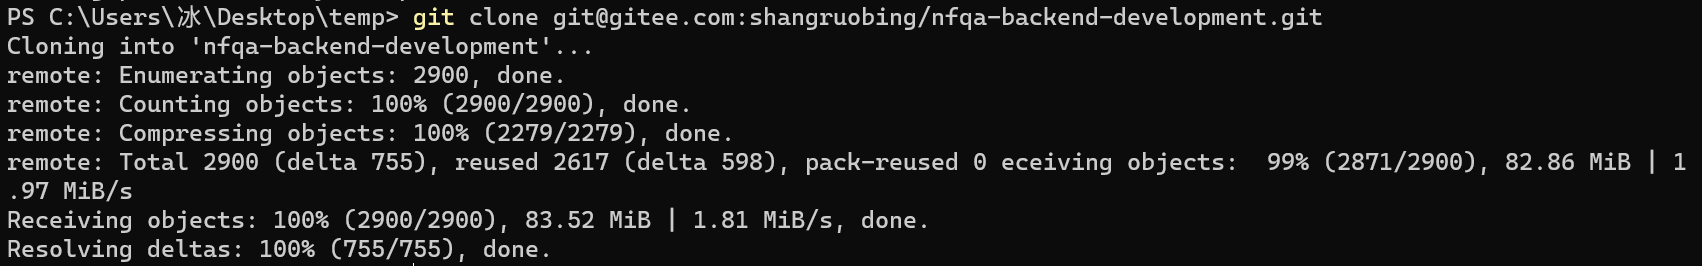 PS C:\Users\冰\Desktop\temp> git clone git@gitee.com:shangruobing/nfqa-backend-development.git
Cloning into 'nfqa-backend-development'...
remote: Enumerating objects: 2900, done.
remote: Counting objects: 100% (2900/2900), done.
remote: Compressing objects: 100% (2279/2279), done.
remote: Total 2900 (delta 755), reused 2617 (delta 598), pack-reused 0 eceiving objects:  99% (2871/2900), 82.86 MiB | 1
.97 MiB/s
Receiving objects: 100% (2900/2900), 83.52 MiB | 1.81 MiB/s, done.
Resolving deltas: 100% (755/755), done.